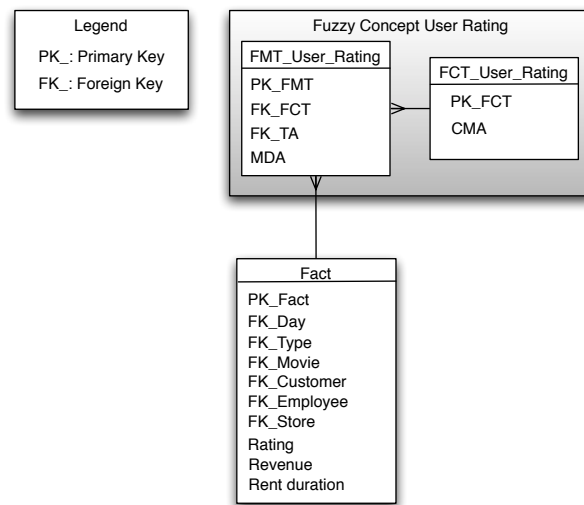 Legend
PK_: Primary Key
FK_: Foreign Key
Fuzzy Concept User Rating
FMT_User_Rating
PK_FMT
FK_FCT
FK_TA
MDA
FCT_User_Rating
PK_FCT
CMA
Fact
PK_Fact
FK_Day
FK_Type
FK_Movie
FK_Customer
FK_Employee
FK_Store
Rating
Revenue
Rent duration